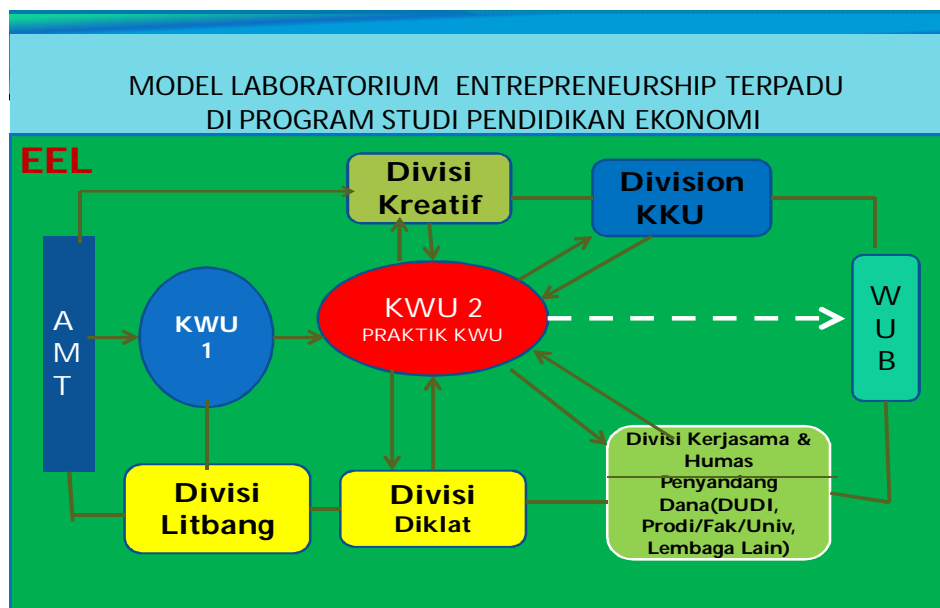 MODEL LABORATORIUM ENTREPRENEURSHIP TERPADU
DI PROGRAM STUDI PENDIDIKAN EKONOMI
EEL
Divisi
Kreatif
Division
KKU
A
M
T
KWU
1
KWU 2
PRAKTIK KWU
W
U
B
Divisi
Litbang
Divisi
Diklat
Divisi Kerjasama &
Humas
Penyandang
Dana(DUDI,
Prodi/Fak/Univ,
Lembaga Lain)